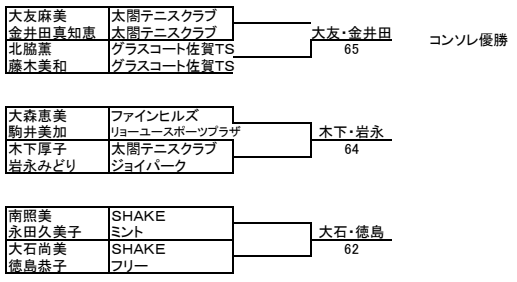 大友麻美 太閤テニスクラブ
金井田真知恵 太閤テニスクラブ 大友・金井田 コンソレ優勝
北脇薫 グラスコート佐賀TS 65
藤木美和 グラスコート佐賀TS
大森恵美 ファインヒルズ
駒井美加 リョーユースポーツプラザ 木下・岩永
木下厚子 太閤テニスクラブ 64
岩永みどり ジョイパーク
南照美 SHAKE
永田久美子 ミント 大石・徳島
大石尚美 SHAKE 62
徳島恭子 フリー